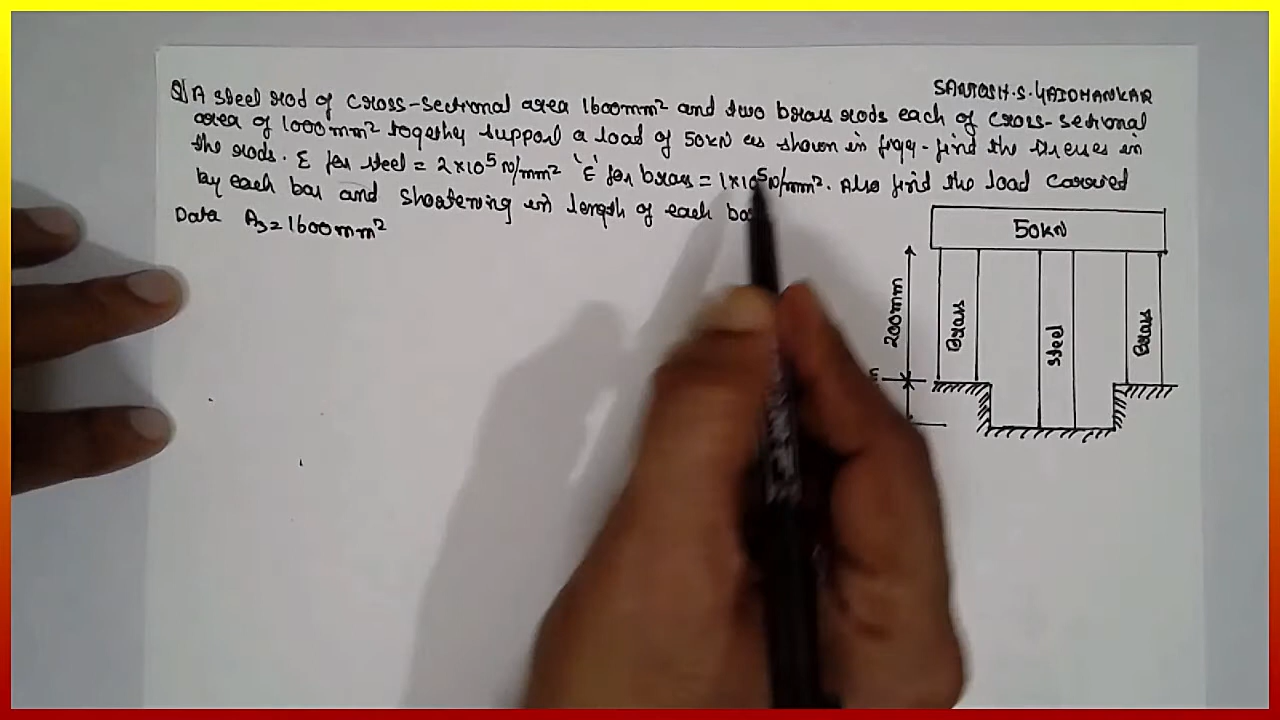 SANTOSH.S.GAIDHANKAR
Q] A steel rod of cross-sectional area 1600mm² and two brass rods each of cross-sectional
area of 1000mm² together support a load of 50kN as shown in fig. find the stresses in
the rods. E for steel = 2×10⁵ N/mm² 'E' for brass = 1×10⁵ N/mm². Also find the load carried
by each bar and shortening in length of each
Data As=1600mm²
50kN
200mm
Brass
steel
Brass